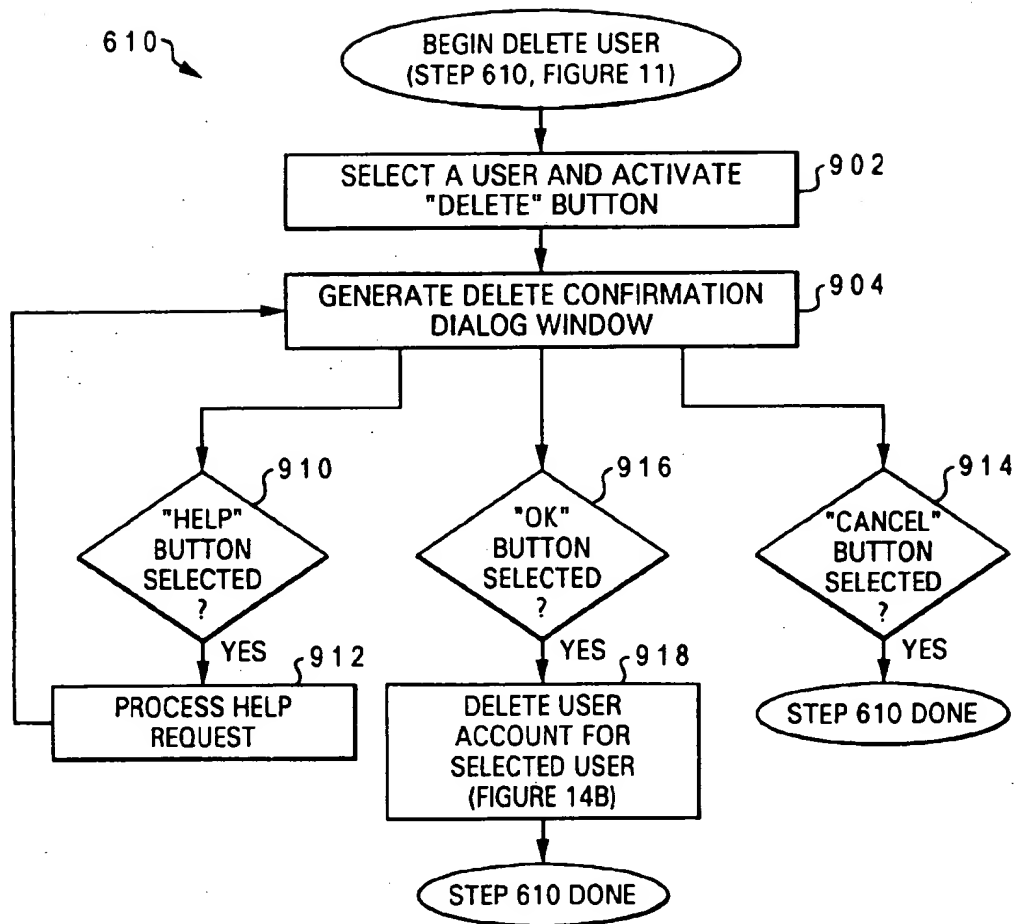 610
BEGIN DELETE USER
(STEP 610, FIGURE 11)
SELECT A USER AND ACTIVATE
"DELETE" BUTTON
902
GENERATE DELETE CONFIRMATION
DIALOG WINDOW
904
910
"HELP"
BUTTON
SELECTED
?
YES
916
"OK"
BUTTON
SELECTED
?
YES
914
"CANCEL"
BUTTON
SELECTED
?
YES
912
PROCESS HELP
REQUEST
918
DELETE USER
ACCOUNT FOR
SELECTED USER
(FIGURE 14B)
STEP 610 DONE
STEP 610 DONE